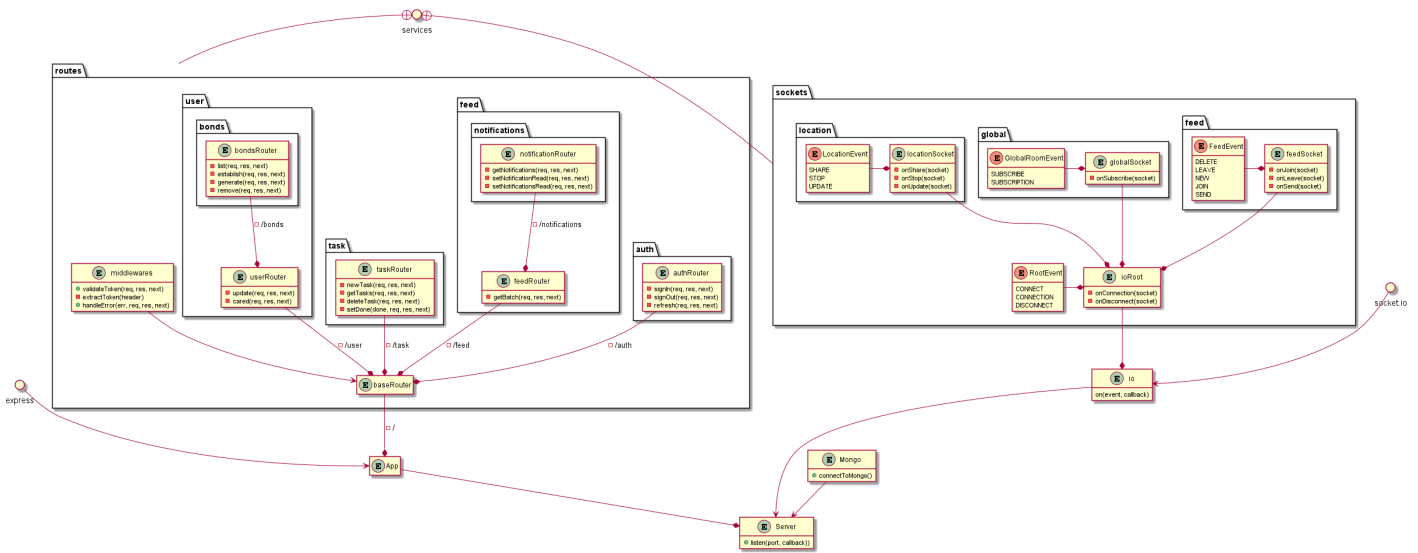 services
routes
user
bonds
E bondsRouter
list(req, res, next)
establish(req, res, next)
generate(req, res, next)
remove(req, res, next)
/bonds
E userRouter
update(req, res, next)
cared(req, res, next)
E middlewares
validateToken(req, res, next)
extractToken(header)
handleError(err, req, res, next)
task
E taskRouter
newTask(req, res, next)
getTasks(req, res, next)
deleteTask(req, res, next)
setDone(done, req, res, next)
feed
notifications
E notificationRouter
getNotifications(req, res, next)
setNotificationRead(req, res, next)
setNotificationsRead(req, res, next)
/notifications
E feedRouter
getBatch(req, res, next)
auth
E authRouter
signIn(req, res, next)
signOut(req, res, next)
refresh(req, res, next)
/user
/task
/feed
/auth
E baseRouter
express
/
E App
sockets
location
E LocationEvent
SHARE
STOP
UPDATE
E locationSocket
onShare(socket)
onStop(socket)
onUpdate(socket)
global
E GlobalRoomEvent
SUBSCRIBE
SUBSCRIPTION
E globalSocket
onSubscribe(socket)
feed
E FeedEvent
DELETE
LEAVE
NEW
JOIN
SEND
E feedSocket
onJoin(socket)
onLeave(socket)
onSend(socket)
E RootEvent
CONNECT
CONNECTION
DISCONNECT
E ioRoot
onConnection(socket)
onDisconnect(socket)
socket.io
E io
on(event, callback)
E Mongo
connectToMongo()
E Server
listen(port, callback))